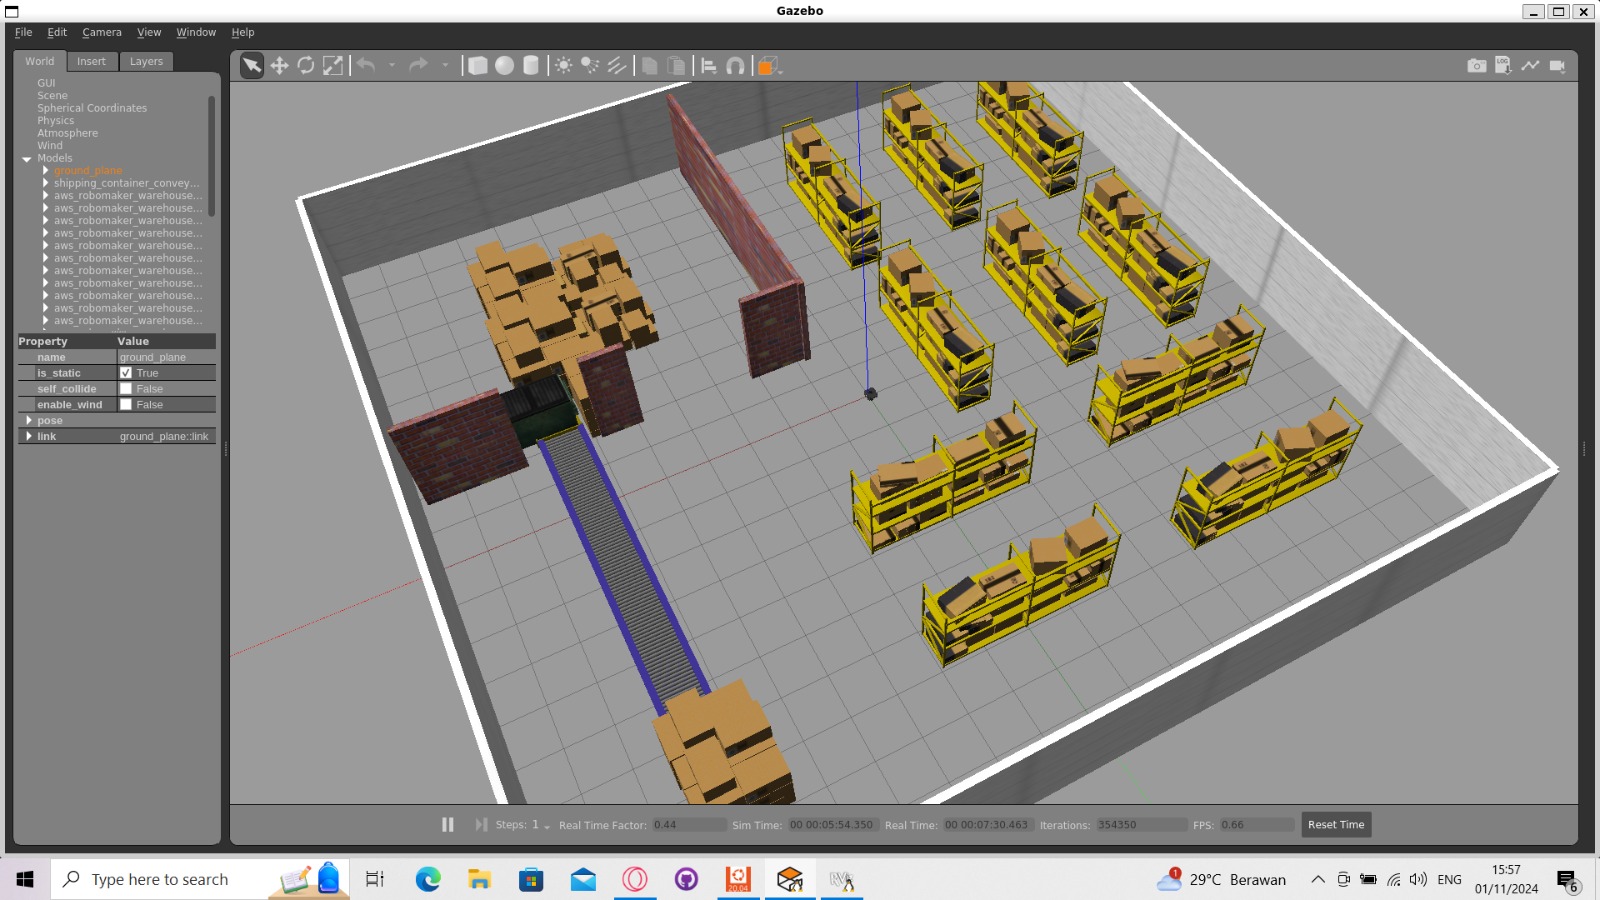 Gazebo
File Edit Camera View Window Help
World Insert Layers
GUI
Scene
Spherical Coordinates
Physics
Atmosphere
Wind
Models
ground_plane
shipping_container_convey...
aws_robomaker_warehouse...
aws_robomaker_warehouse...
aws_robomaker_warehouse...
aws_robomaker_warehouse...
aws_robomaker_warehouse...
aws_robomaker_warehouse...
aws_robomaker_warehouse...
aws_robomaker_warehouse...
aws_robomaker_warehouse...
aws_robomaker_warehouse...
aws_robomaker_warehouse...
Property Value
name ground_plane
is_static True
self_collide False
enable_wind False
pose
link ground_plane::link
LOG
Steps: 1 Real Time Factor: 0.44 Sim Time: 00 00:05:54.350 Real Time: 00 00:07:30.463 Iterations: 354350 FPS: 0.66 Reset Time
Type here to search
20.04
1
29°C Berawan
ENG
15:57
01/11/2024
6